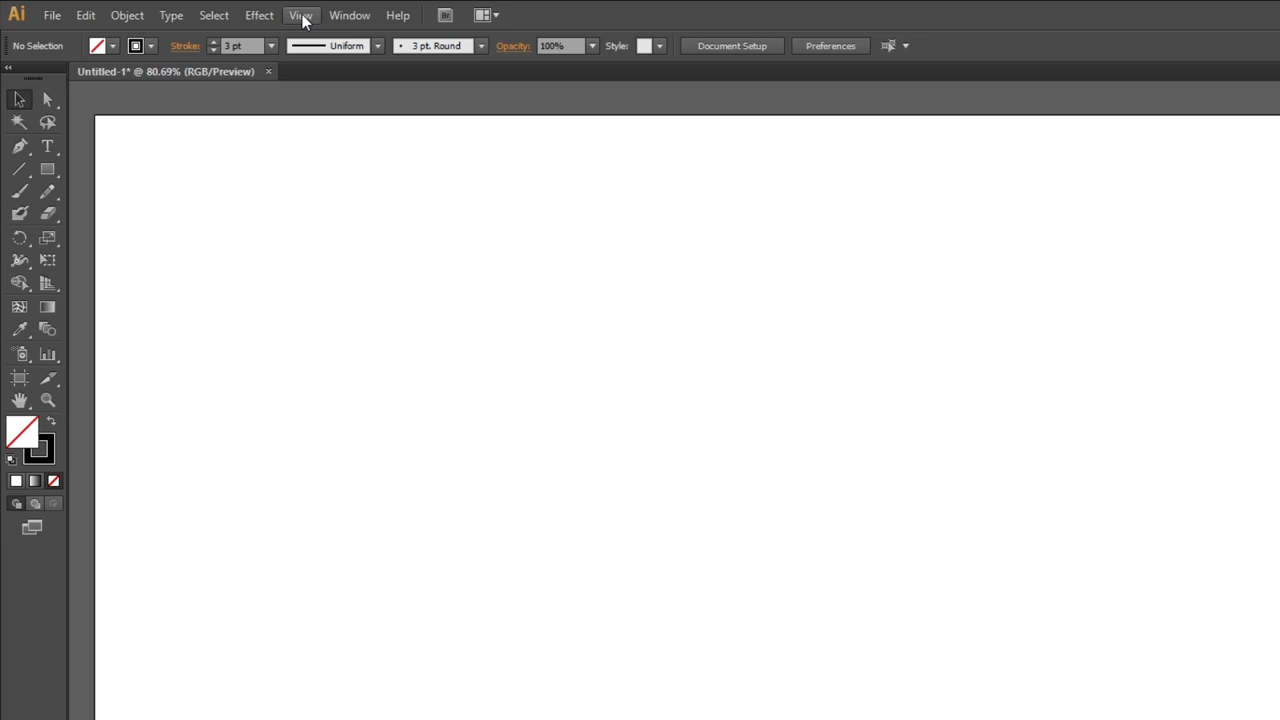 Ai File Edit Object Type Select Effect View Window Help Br
No Selection Stroke: 3 pt Uniform 3 pt. Round Opacity: 100% Style: Document Setup Preferences
Untitled-1* @ 80.69% (RGB/Preview) ×
T